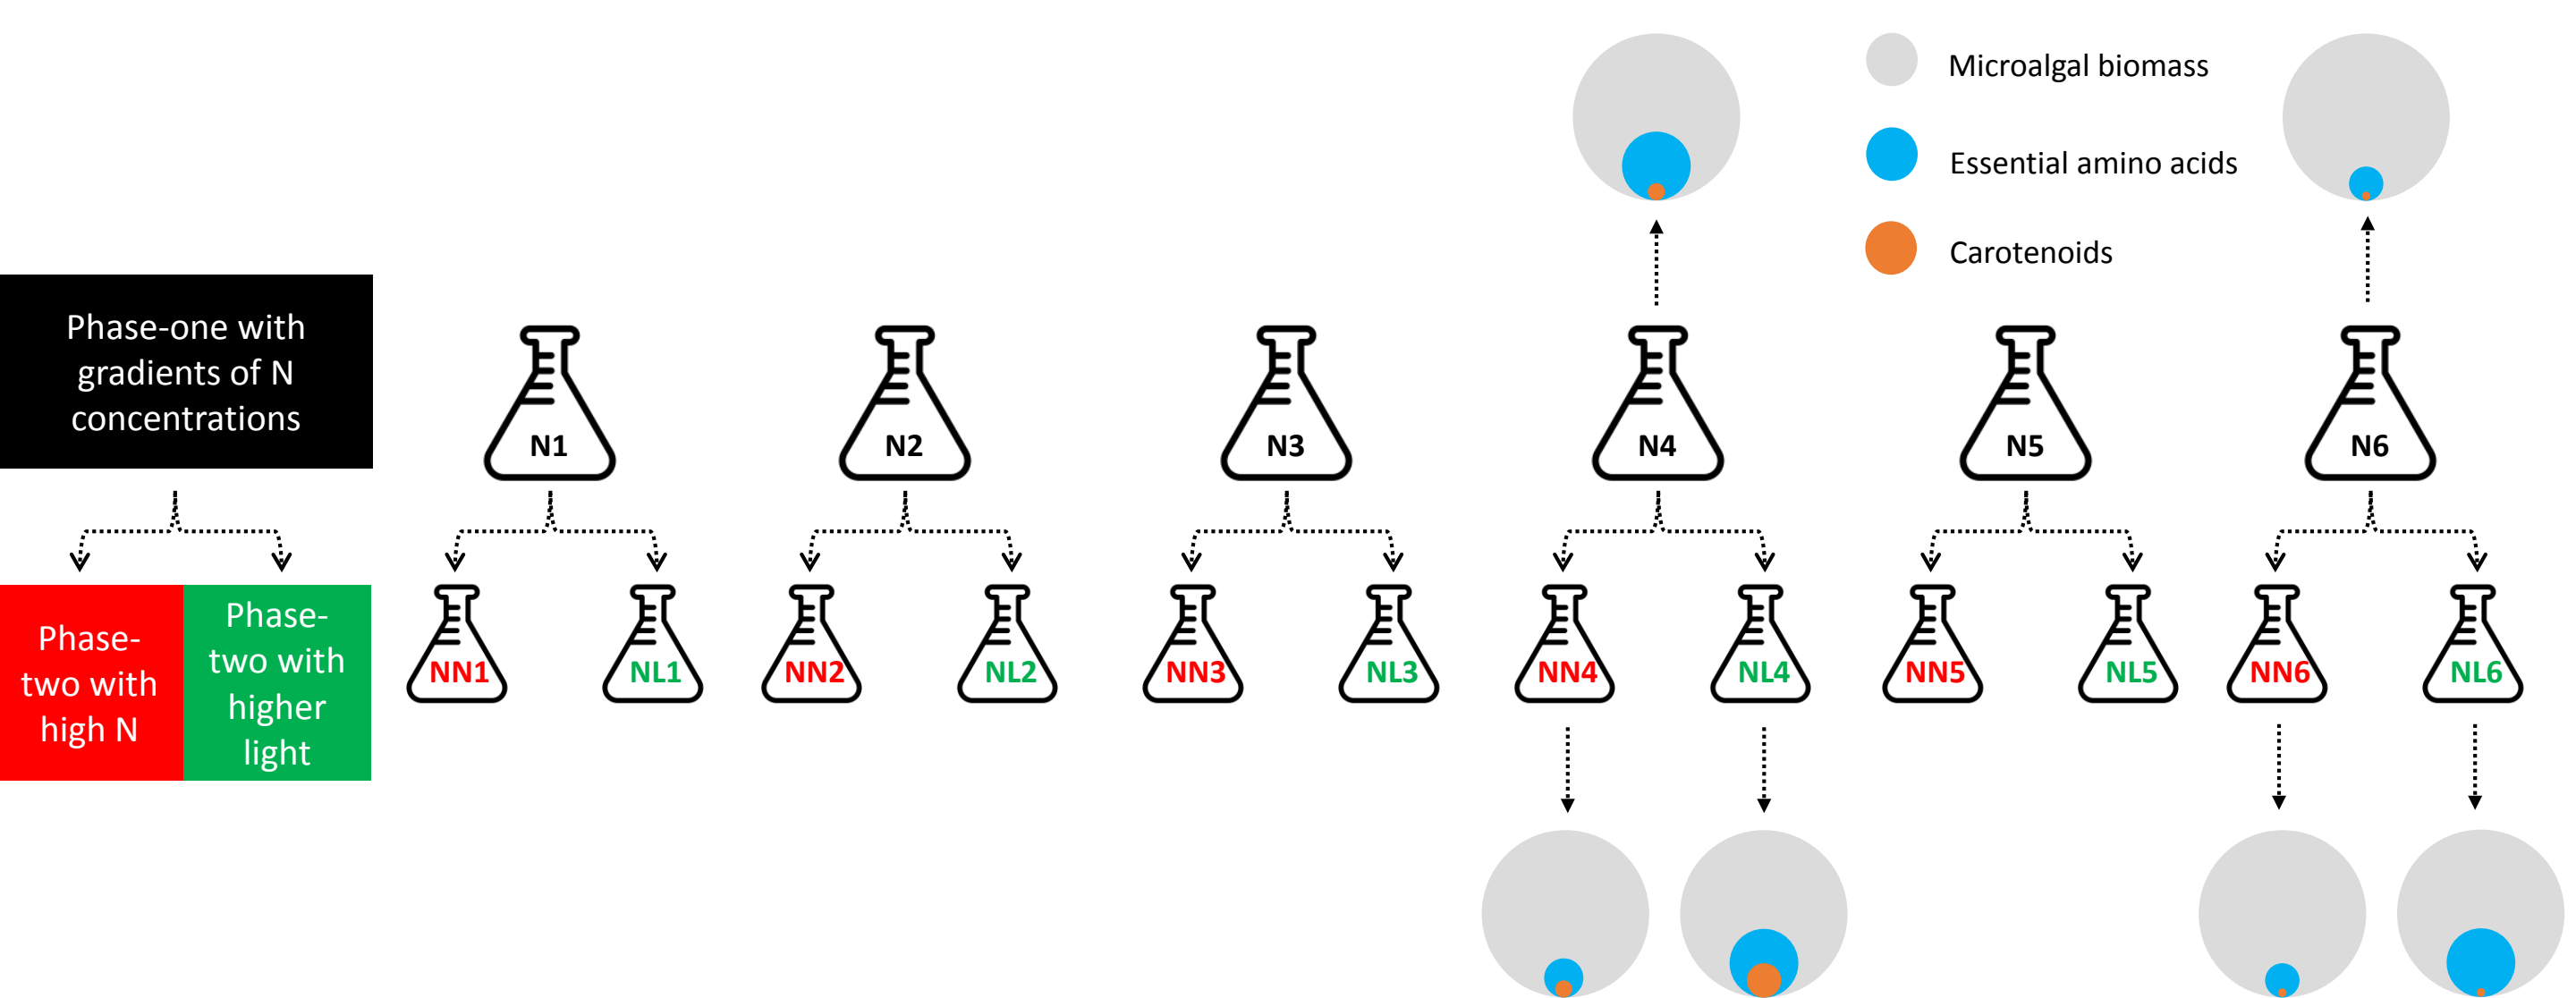 Microalgal biomass
Essential amino acids
Carotenoids
Phase-one with
gradients of N
concentrations
N1
N2
N3
N4
N5
N6
Phase-
two with
high N
Phase-
two with
higher
light
NN1
NL1
NN2
NL2
NN3
NL3
NN4
NL4
NN5
NL5
NN6
NL6